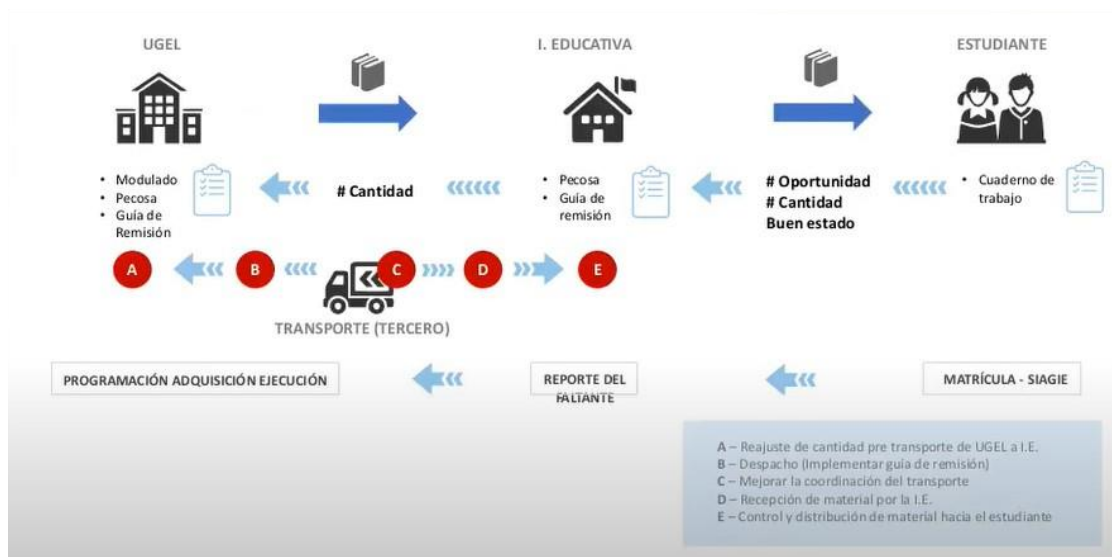 UGEL
I. EDUCATIVA
ESTUDIANTE
• Modulado
• Pecosa
• Guía de
Remisión
# Cantidad
• Pecosa
• Guía de
remisión
# Oportunidad
# Cantidad
Buen estado
• Cuaderno de
trabajo
A
B
C
D
E
TRANSPORTE (TERCERO)
PROGRAMACIÓN ADQUISICIÓN EJECUCIÓN
REPORTE DEL
FALTANTE
MATRÍCULA - SIAGIE
A – Reajuste de cantidad pre transporte de UGEL a I.E.
B – Despacho (Implementar guía de remisión)
C – Mejorar la coordinación del transporte
D – Recepción de material por la I.E.
E – Control y distribución de material hacia el estudiante